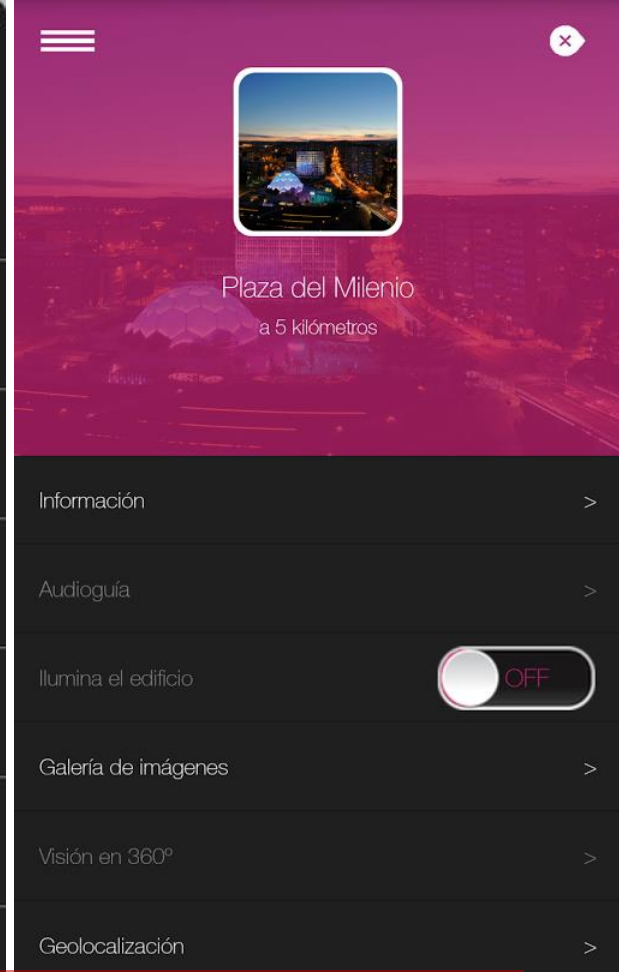 Plaza del Milenio
a 5 kilómetros
Información >
Audioguía >
Ilumina el edificio OFF
Galería de imágenes >
Visión en 360º >
Geolocalización >